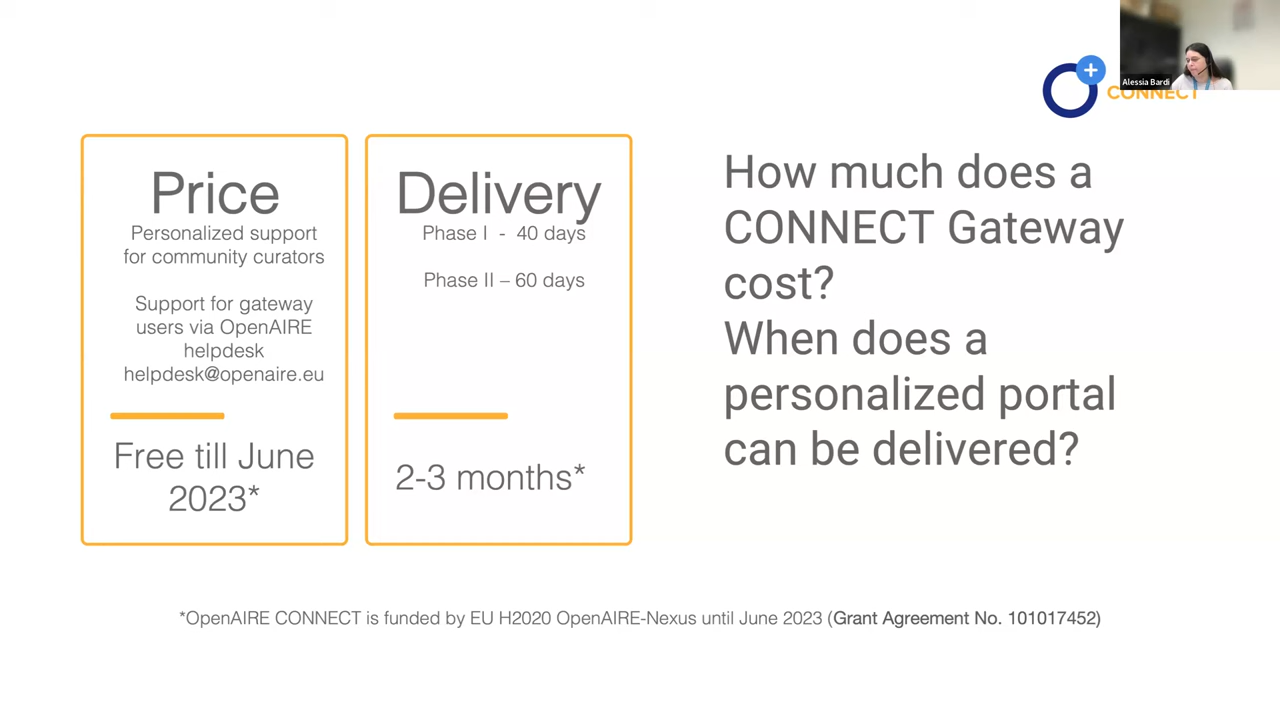 Alessia Bardi
CONNECT
Price
Personalized support
for community curators
Support for gateway
users via OpenAIRE
helpdesk
helpdesk@openaire.eu
Free till June
2023*
Delivery
Phase I - 40 days
Phase II – 60 days
2-3 months*
How much does a
CONNECT Gateway
cost?
When does a
personalized portal
can be delivered?
*OpenAIRE CONNECT is funded by EU H2020 OpenAIRE-Nexus until June 2023 (Grant Agreement No. 101017452)